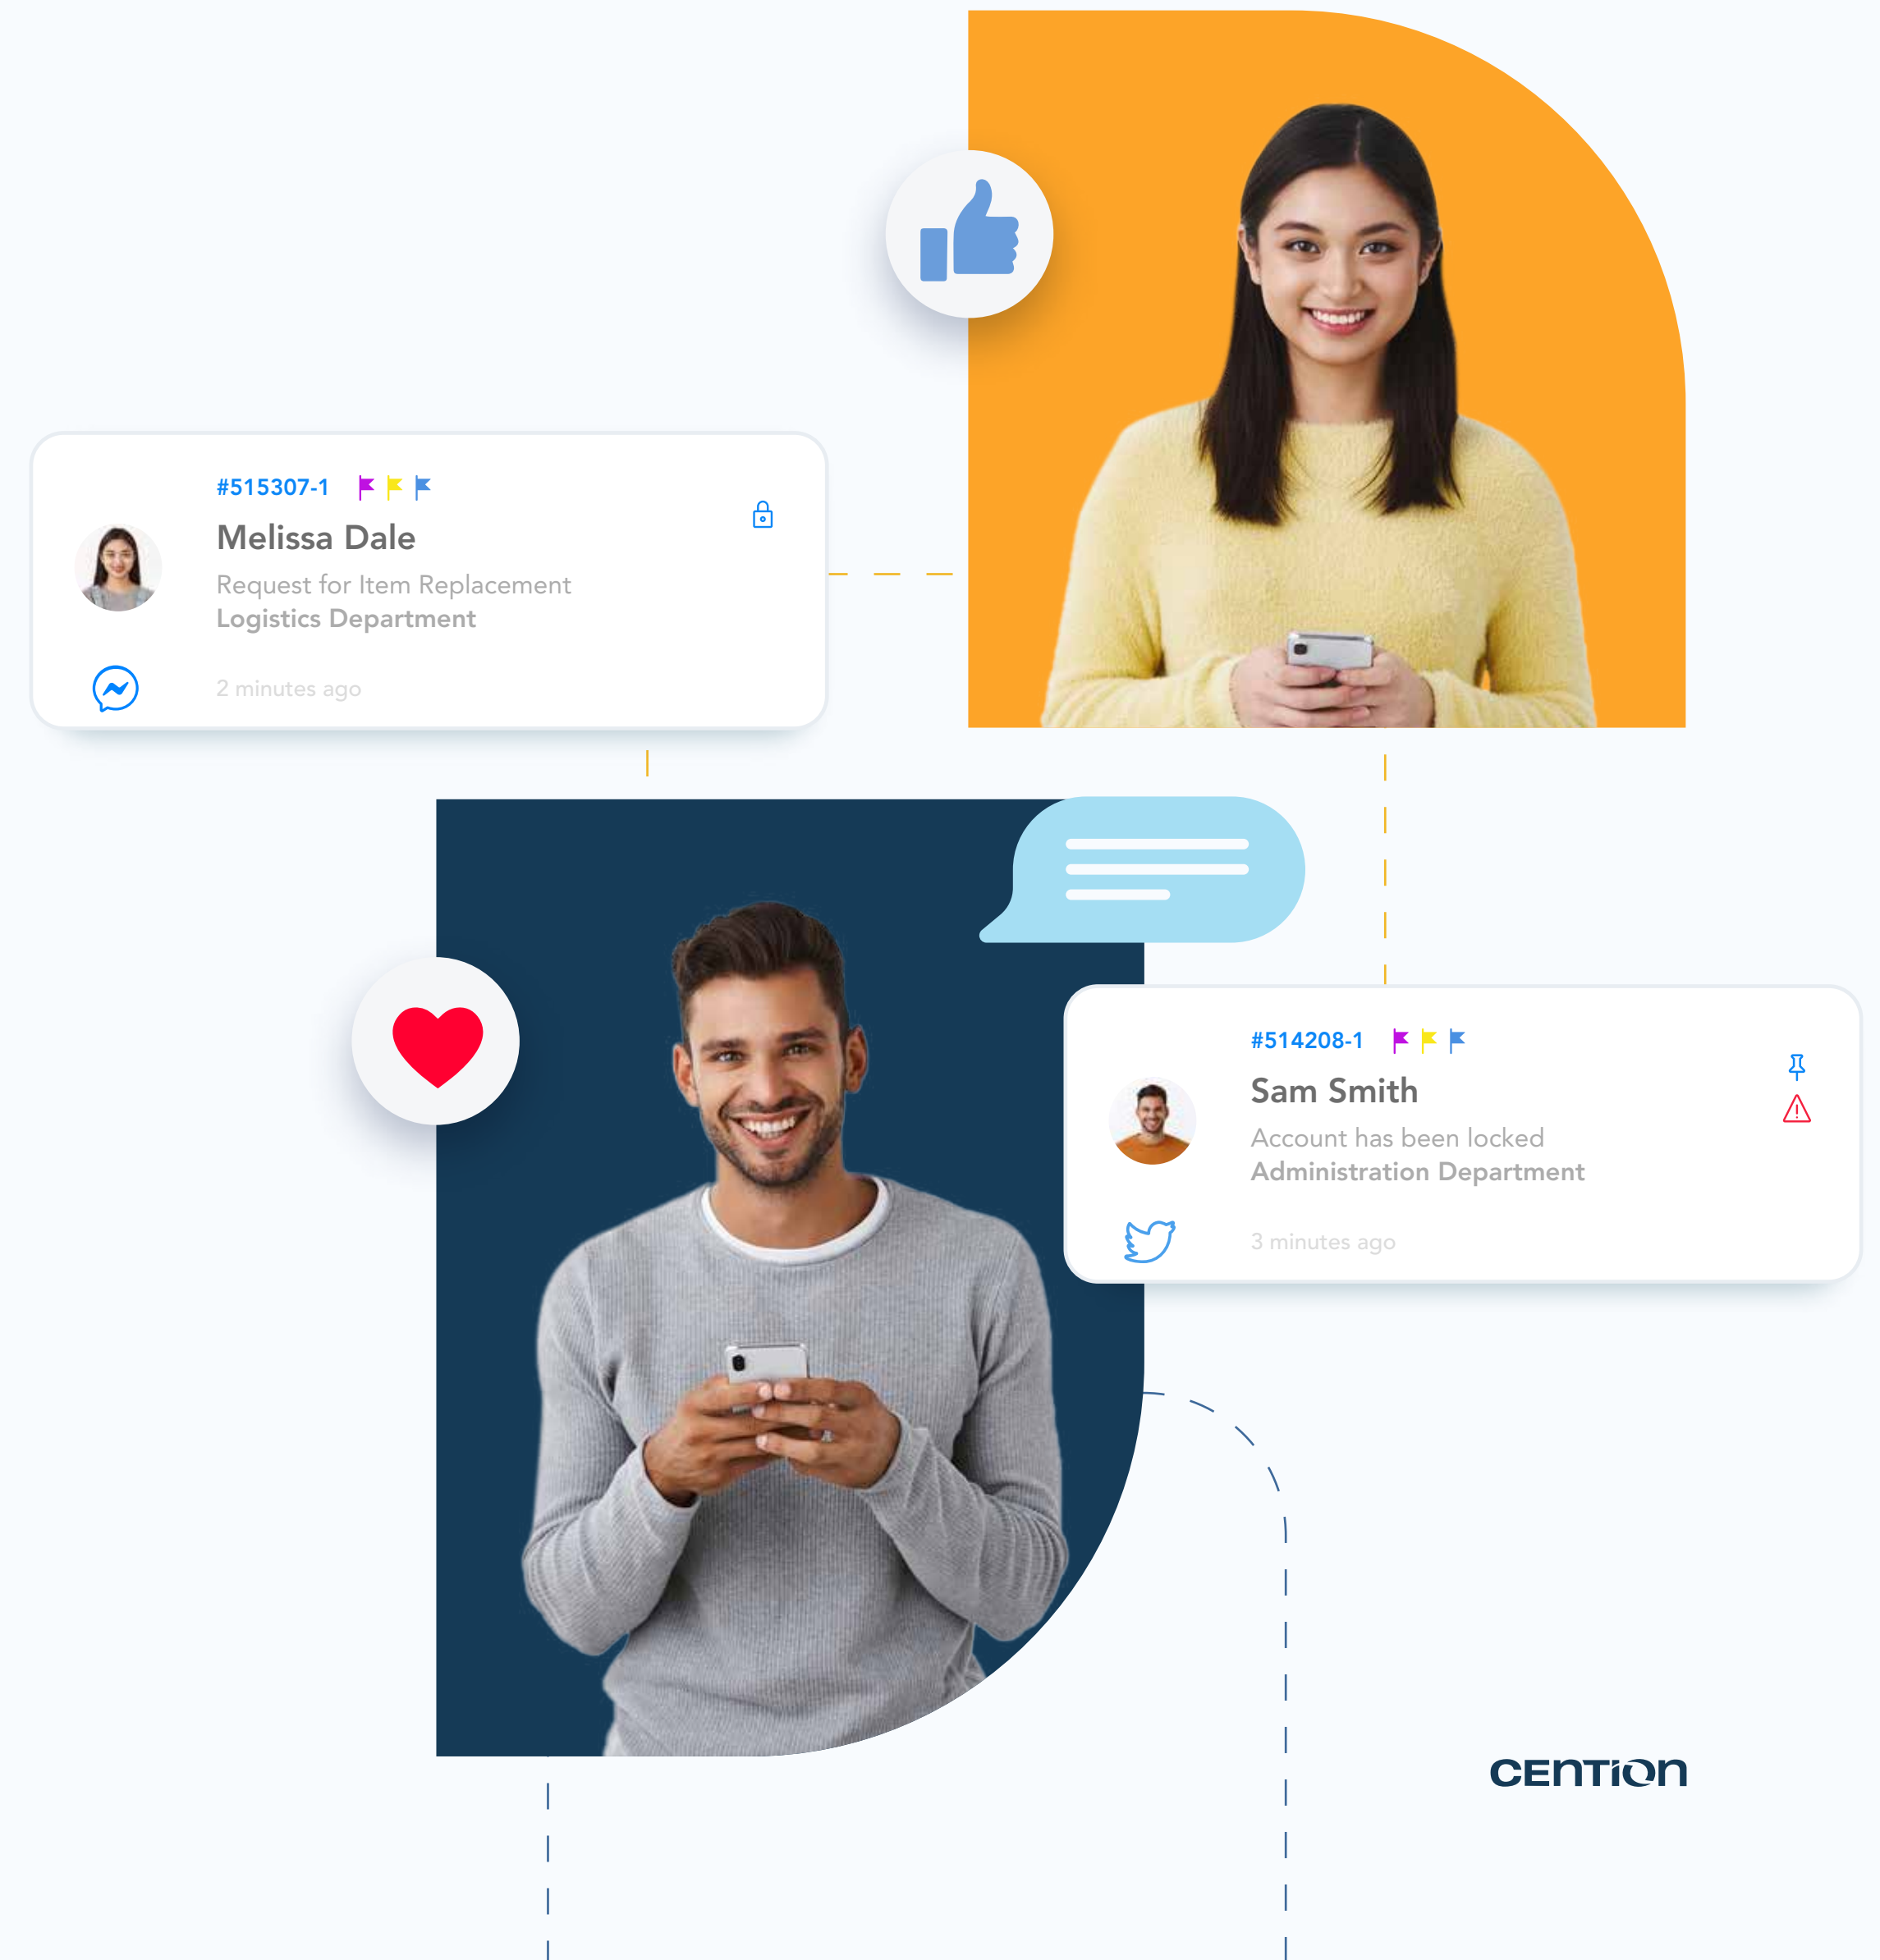 #515307-1
Melissa Dale
Request for Item Replacement
Logistics Department
2 minutes ago
#514208-1
Sam Smith
Account has been locked
Administration Department
3 minutes ago
CENTION